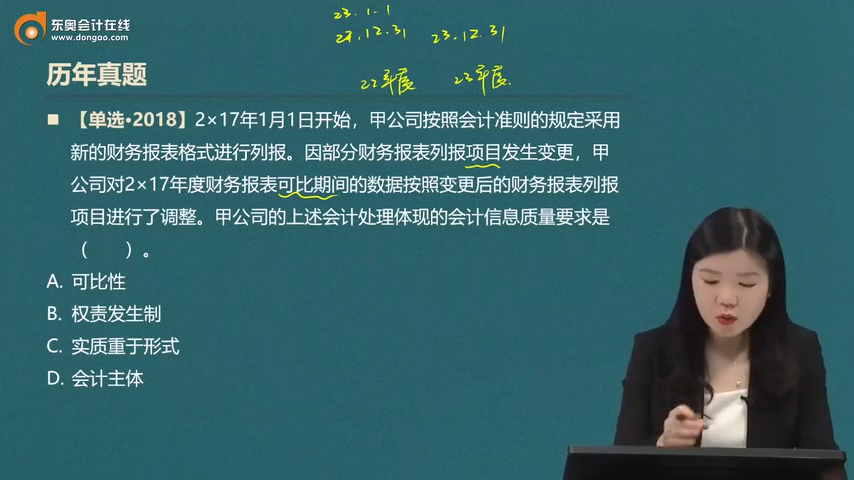 东奥会计在线
www.dongao.com
23.1.1
22.12.31 23.12.31
22年度 23年度
历年真题
【单选•2018】2×17年1月1日开始，甲公司按照会计准则的规定采用
新的财务报表格式进行列报。因部分财务报表列报项目发生变更，甲
公司对2×17年度财务报表可比期间的数据按照变更后的财务报表列报
项目进行了调整。甲公司的上述会计处理体现的会计信息质量要求是
（ ）。
A. 可比性
B. 权责发生制
C. 实质重于形式
D. 会计主体